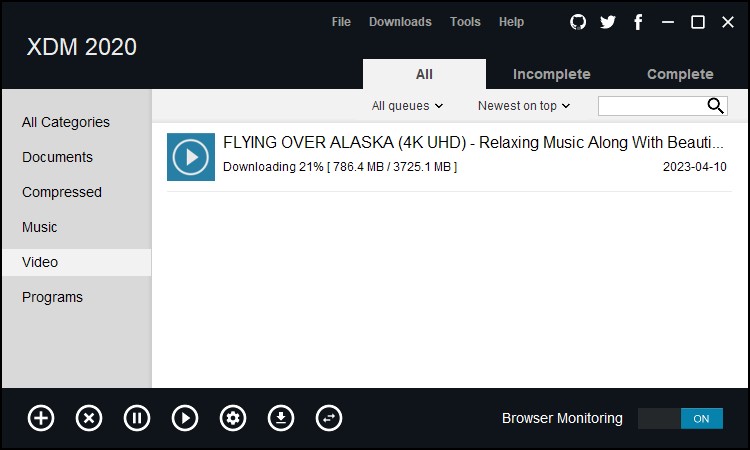 XDM 2020
File Downloads Tools Help
All Incomplete Complete
All queues Newest on top
All Categories
Documents
Compressed
Music
Video
Programs
FLYING OVER ALASKA (4K UHD) - Relaxing Music Along With Beauti...
Downloading 21% [ 786.4 MB / 3725.1 MB ] 2023-04-10
Browser Monitoring ON